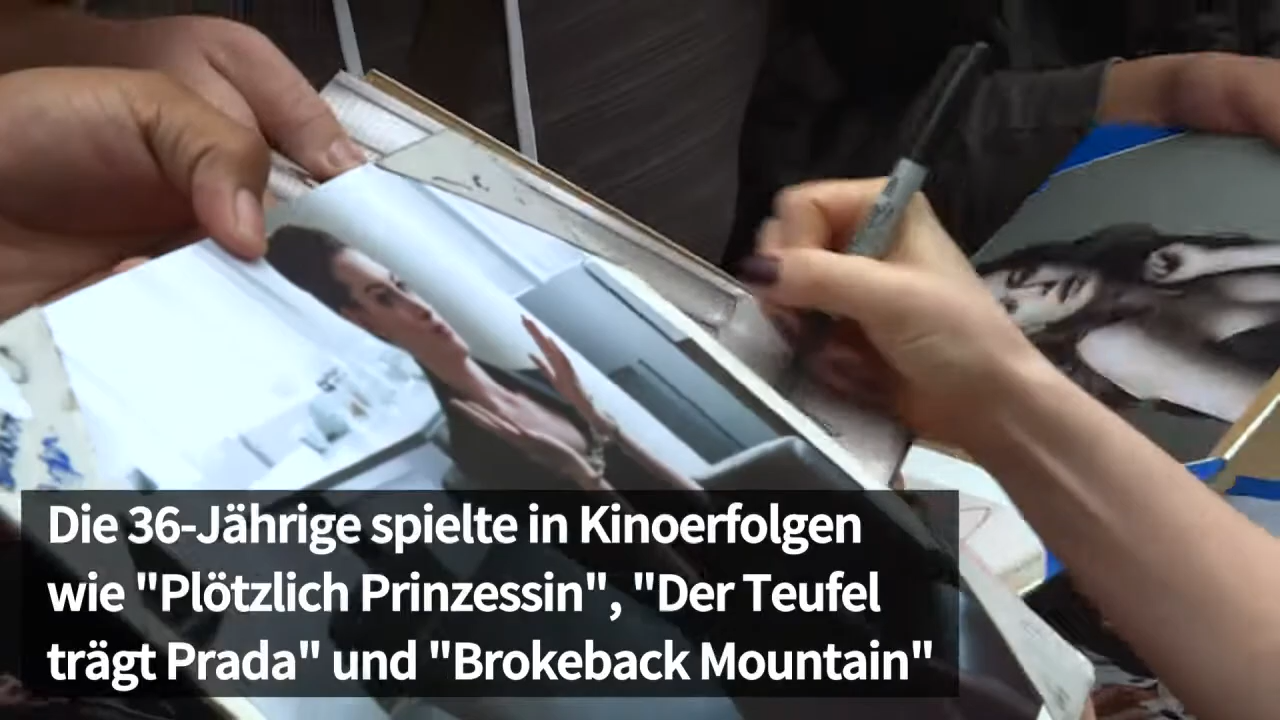 Die 36-Jährige spielte in Kinoerfolgen
wie "Plötzlich Prinzessin", "Der Teufel
trägt Prada" und "Brokeback Mountain"